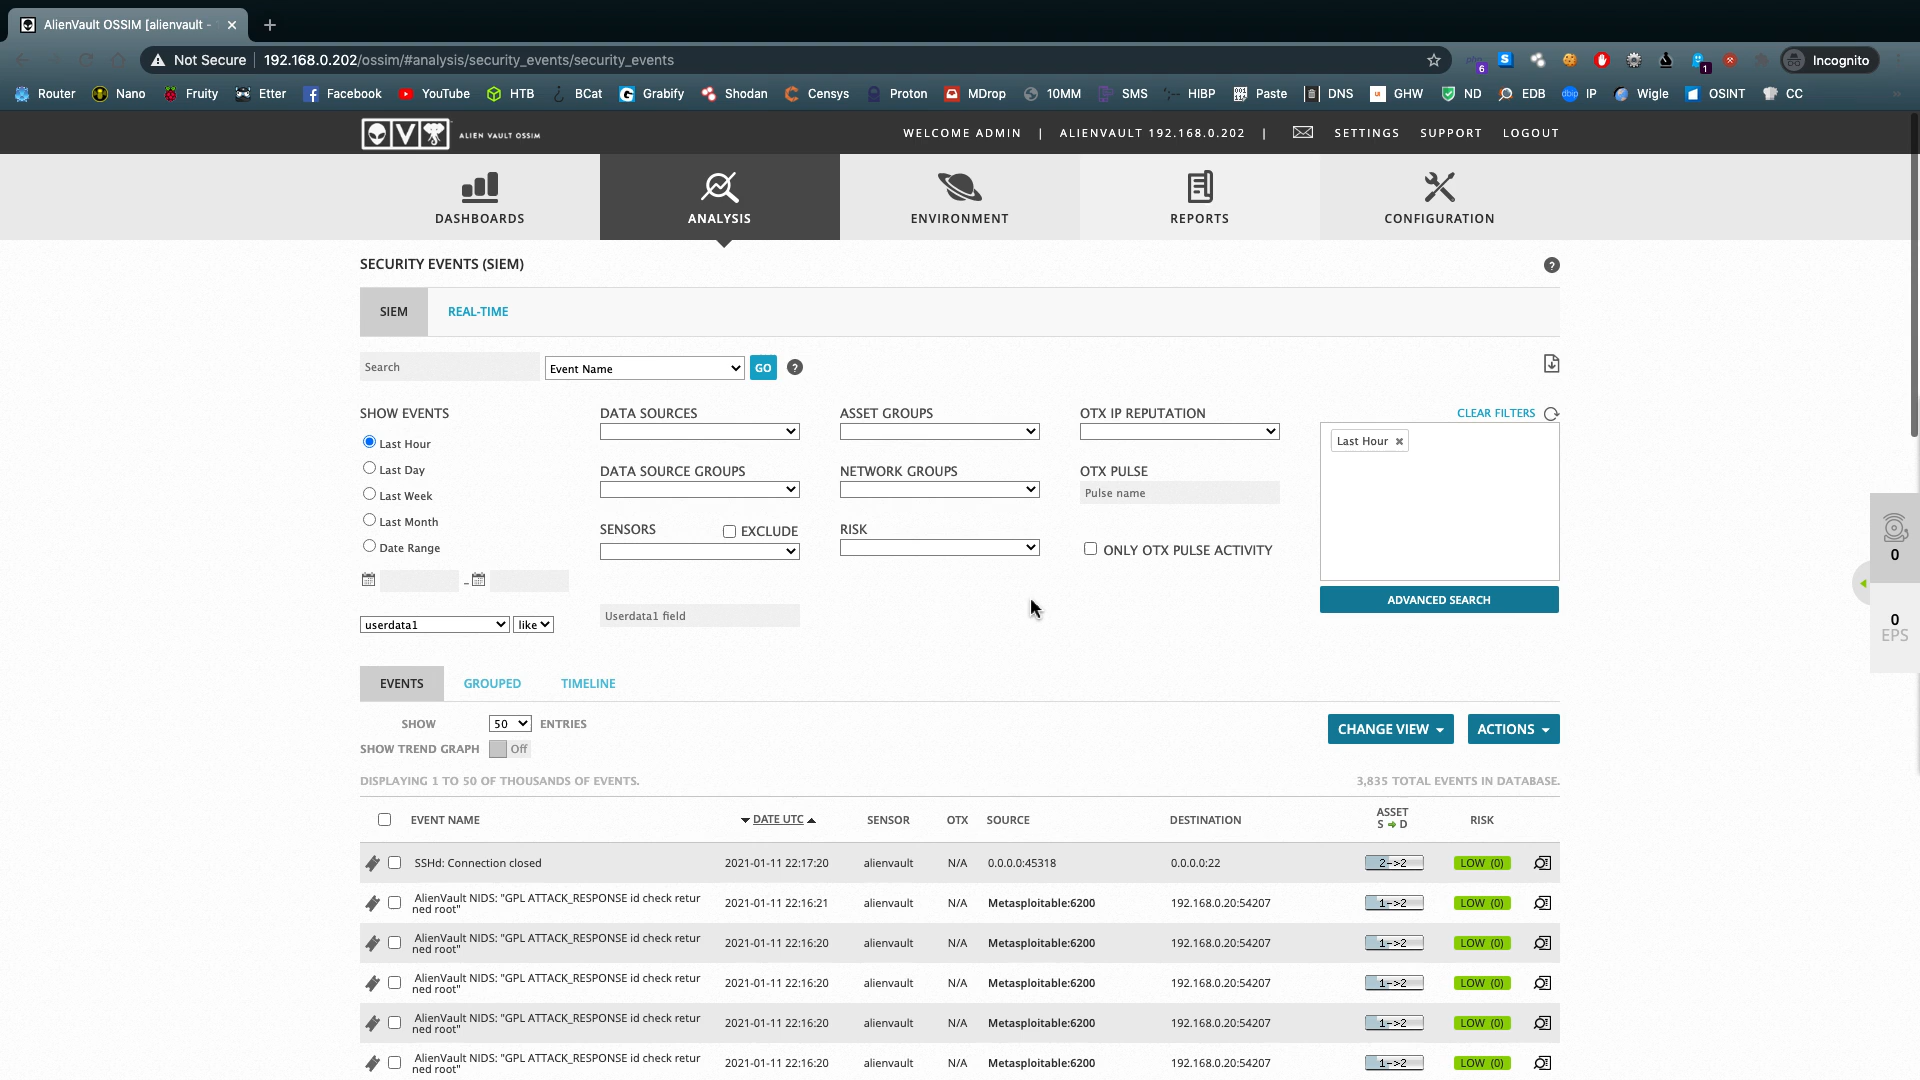 AlienVault OSSIM [alienvault -
Not Secure
192.168.0.202/ossim/#analysis/security_events/security_events
6
1
Incognito
Router
Nano
Fruity
Etter
Facebook
YouTube
HTB
BCat
Grabify
Shodan
Censys
Proton
MDrop
10MM
SMS
HIBP
Paste
DNS
GHW
ND
EDB
IP
Wigle
OSINT
CC
ALIEN VAULT OSSIM
WELCOME ADMIN | ALIENVAULT 192.168.0.202 |
SETTINGS
SUPPORT
LOGOUT
DASHBOARDS
ANALYSIS
ENVIRONMENT
REPORTS
CONFIGURATION
SECURITY EVENTS (SIEM)
?
SIEM
REAL-TIME
Search
Event Name
GO
?
SHOW EVENTS
Last Hour
Last Day
Last Week
Last Month
Date Range
-
userdata1
like
DATA SOURCES
DATA SOURCE GROUPS
SENSORS
EXCLUDE
Userdata1 field
ASSET GROUPS
NETWORK GROUPS
RISK
OTX IP REPUTATION
OTX PULSE
Pulse name
ONLY OTX PULSE ACTIVITY
CLEAR FILTERS
Last Hour
ADVANCED SEARCH
0
0
EPS
EVENTS
GROUPED
TIMELINE
SHOW 50 ENTRIES
SHOW TREND GRAPH Off
CHANGE VIEW
ACTIONS
DISPLAYING 1 TO 50 OF THOUSANDS OF EVENTS.
3,835 TOTAL EVENTS IN DATABASE.
EVENT NAME
DATE UTC
SENSOR
OTX
SOURCE
DESTINATION
ASSET
S D
RISK
SSHd: Connection closed 2021-01-11 22:17:20 alienvault N/A 0.0.0.0:45318 0.0.0.0:22 2->2 LOW (0)
AlienVault NIDS: "GPL ATTACK_RESPONSE id check retur
ned root" 2021-01-11 22:16:21 alienvault N/A Metasploitable:6200 192.168.0.20:54207 1->2 LOW (0)
AlienVault NIDS: "GPL ATTACK_RESPONSE id check retur
ned root" 2021-01-11 22:16:20 alienvault N/A Metasploitable:6200 192.168.0.20:54207 1->2 LOW (0)
AlienVault NIDS: "GPL ATTACK_RESPONSE id check retur
ned root" 2021-01-11 22:16:20 alienvault N/A Metasploitable:6200 192.168.0.20:54207 1->2 LOW (0)
AlienVault NIDS: "GPL ATTACK_RESPONSE id check retur
ned root" 2021-01-11 22:16:20 alienvault N/A Metasploitable:6200 192.168.0.20:54207 1->2 LOW (0)
AlienVault NIDS: "GPL ATTACK_RESPONSE id check retur
ned root" 2021-01-11 22:16:20 alienvault N/A Metasploitable:6200 192.168.0.20:54207 1->2 LOW (0)